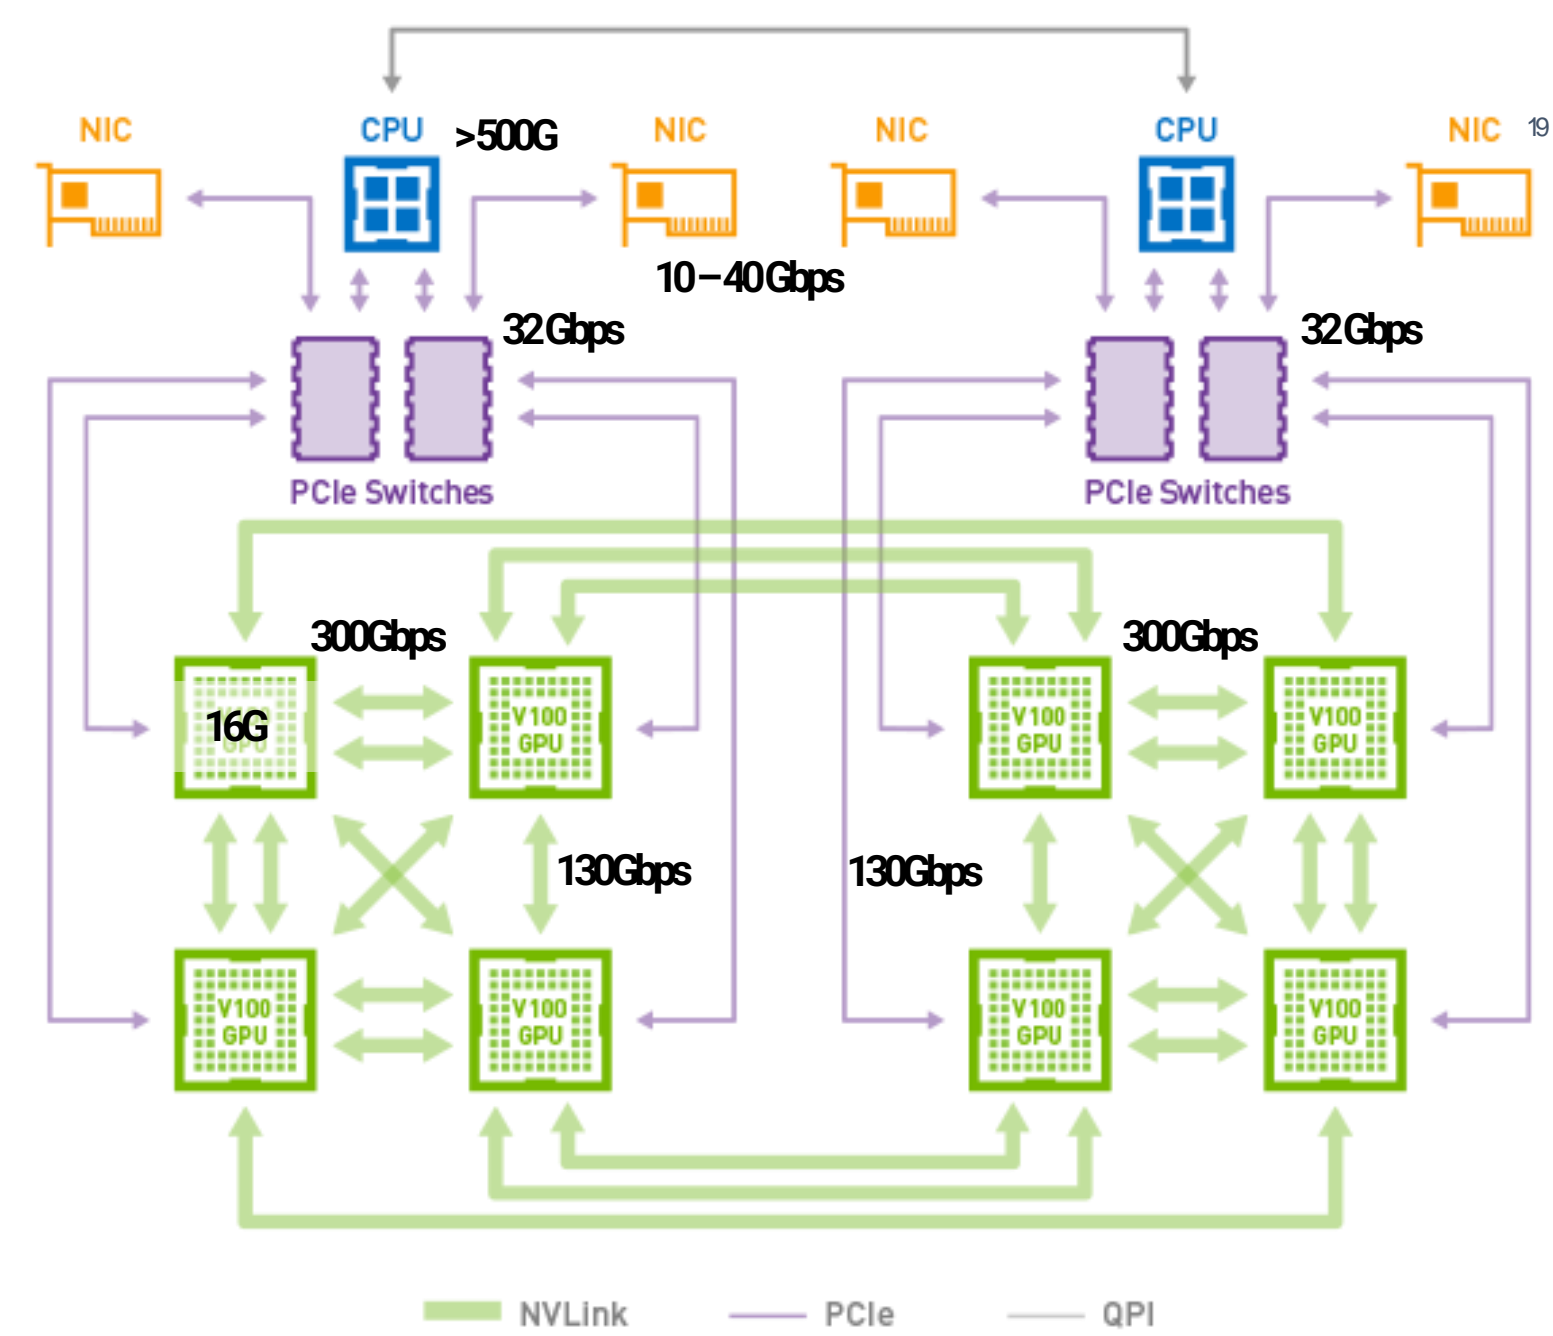 NIC
CPU
>500G
NIC
NIC
CPU
NIC
19
10-40Gbps
32Gbps
32Gbps
PCIe Switches
PCIe Switches
300Gbps
300Gbps
16G
V100
GPU
V100
GPU
V100
GPU
130Gbps
130Gbps
V100
GPU
V100
GPU
V100
GPU
V100
GPU
NVLink
PCIe
QPI